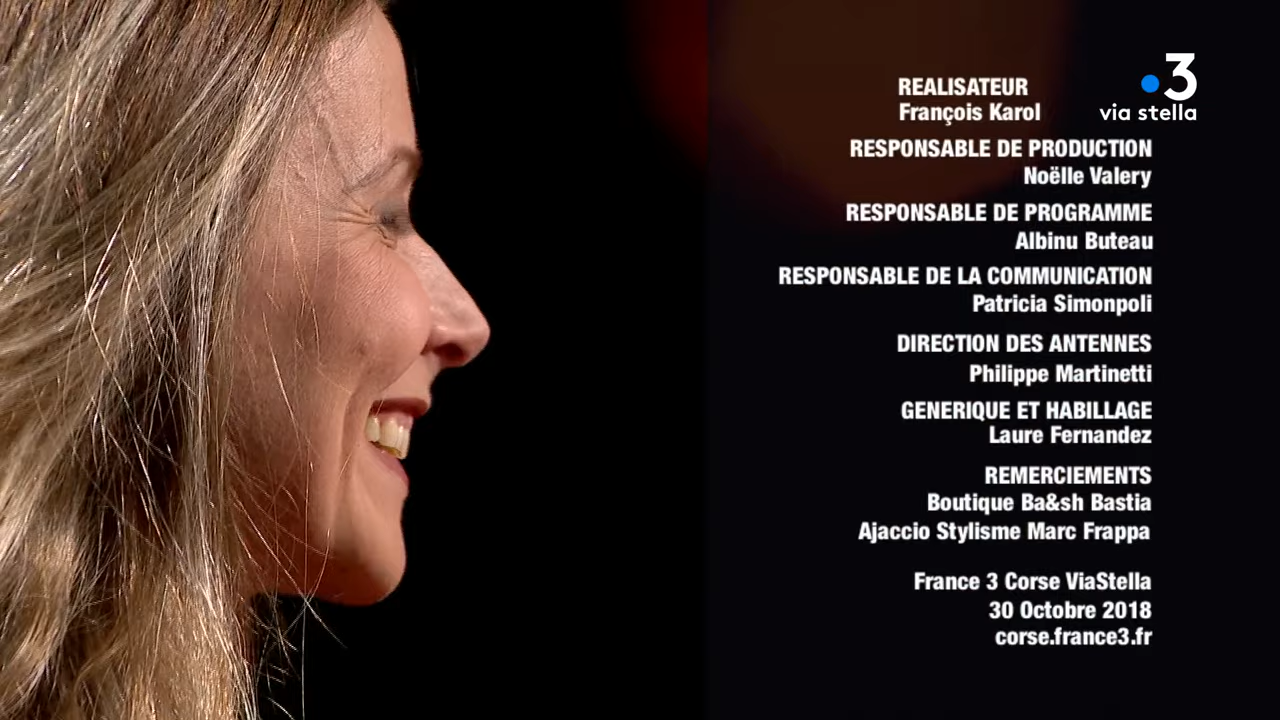 REALISATEUR
François Karol
3
via stella
RESPONSABLE DE PRODUCTION
Noëlle Valery
RESPONSABLE DE PROGRAMME
Albinu Buteau
RESPONSABLE DE LA COMMUNICATION
Patricia Simonpoli
DIRECTION DES ANTENNES
Philippe Martinetti
GENERIQUE ET HABILLAGE
Laure Fernandez
REMERCIEMENTS
Boutique Ba&sh Bastia
Ajaccio Stylisme Marc Frappa
France 3 Corse ViaStella
30 Octobre 2018
corse.france3.fr